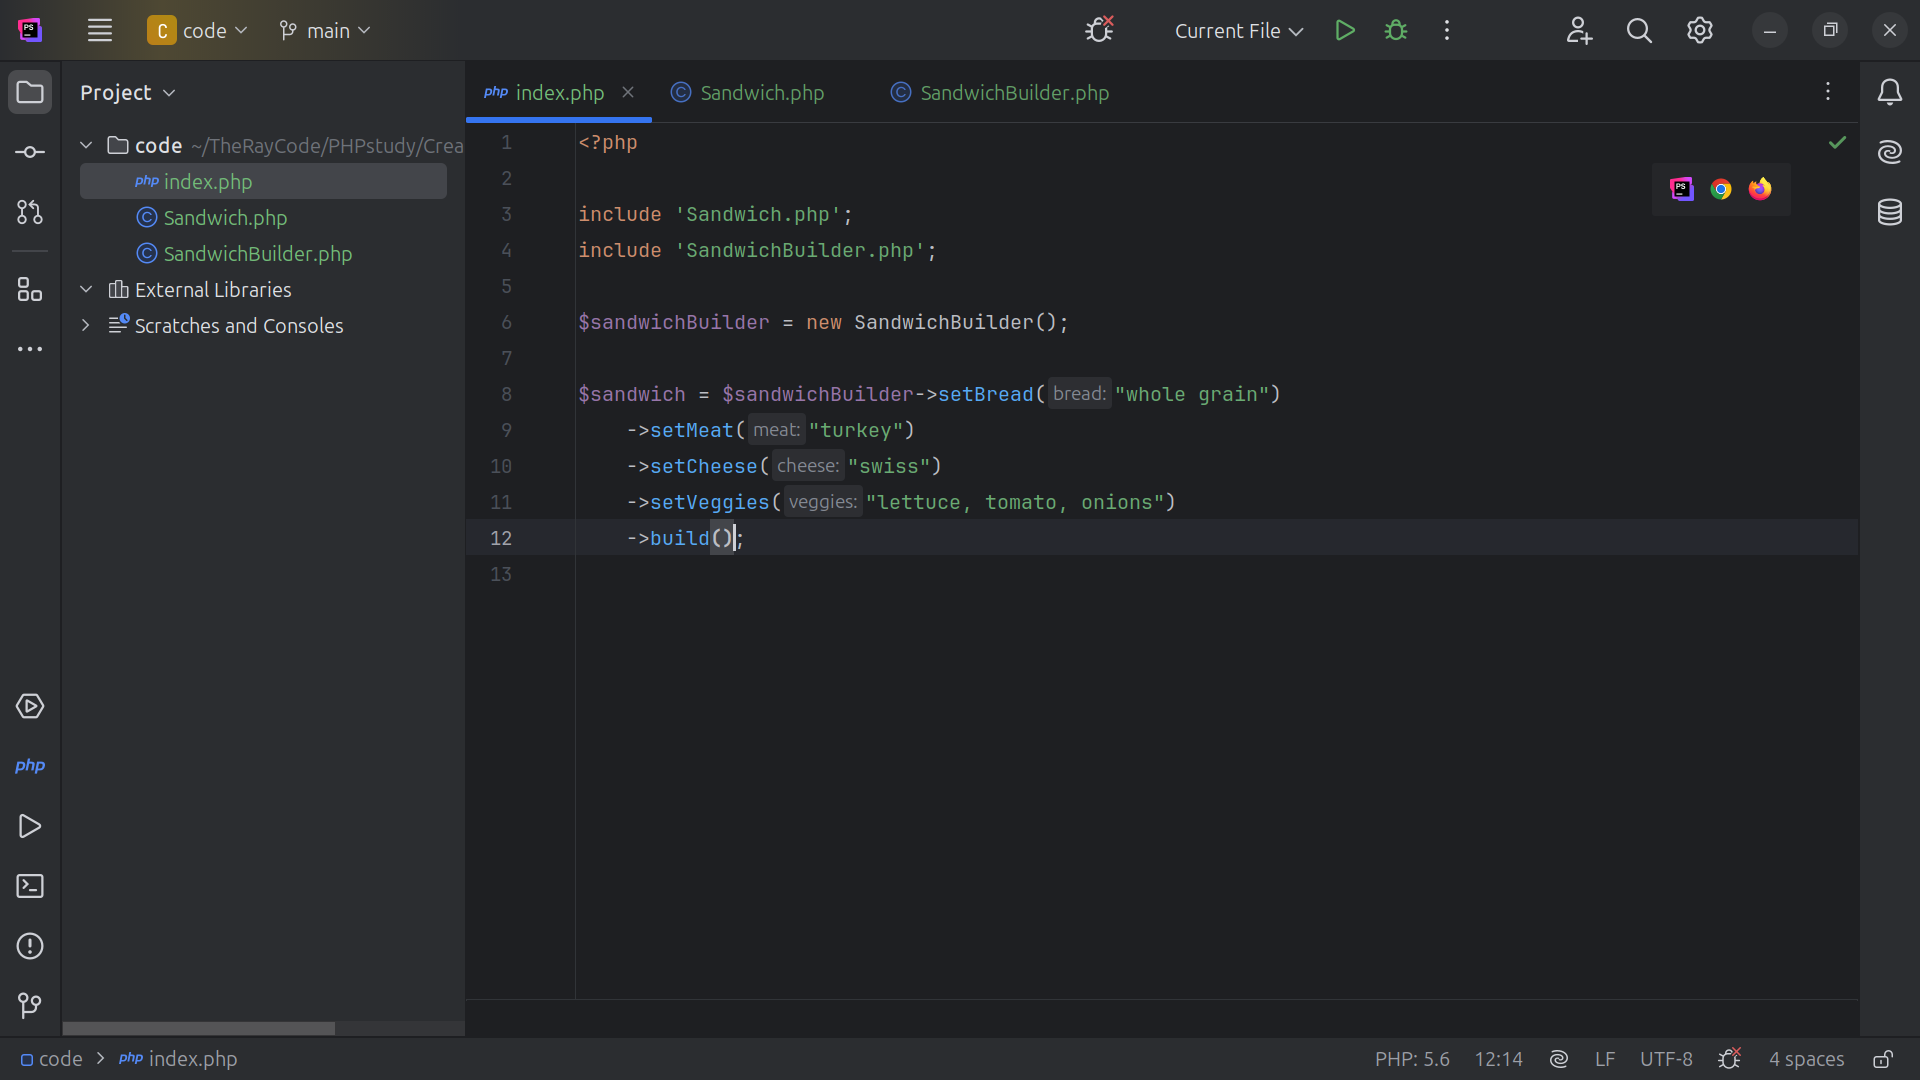 PS C code main Current File
Project
php index.php Sandwich.php SandwichBuilder.php
code ~/TheRayCode/PHPstudy/Crea
php index.php
Sandwich.php
SandwichBuilder.php
External Libraries
Scratches and Consoles
1 <?php
2
3 include 'Sandwich.php';
4 include 'SandwichBuilder.php';
5
6 $sandwichBuilder = new SandwichBuilder();
7
8 $sandwich = $sandwichBuilder->setBread( bread: "whole grain")
9 ->setMeat( meat: "turkey")
10 ->setCheese( cheese: "swiss")
11 ->setVeggies( veggies: "lettuce, tomato, onions")
12 ->build();
13
php
code > php index.php PHP: 5.6 12:14 LF UTF-8 4 spaces